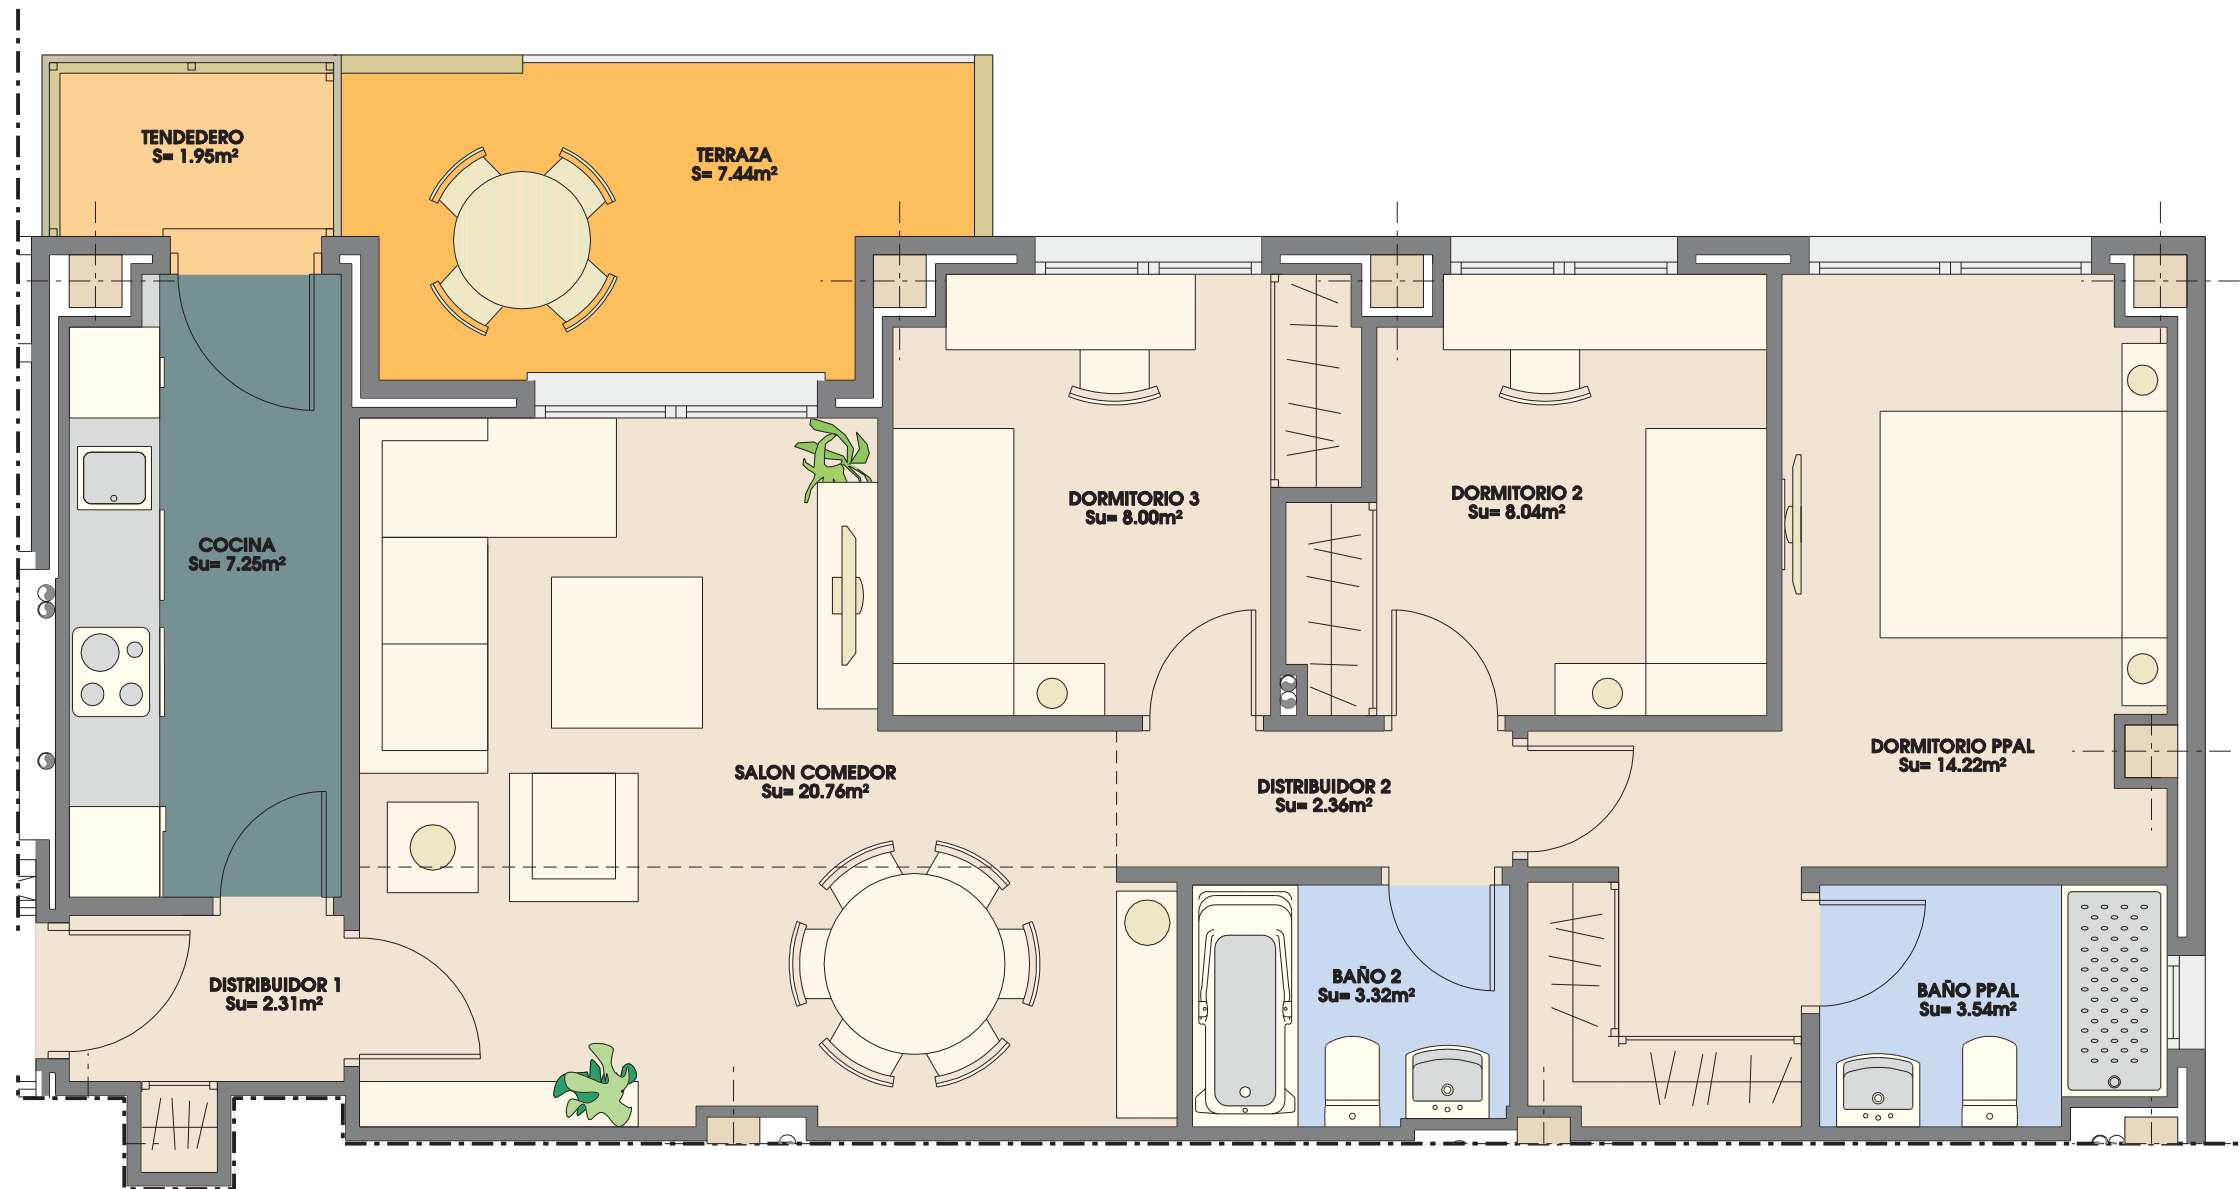 TENDEDERO
S= 1.95m²
TERRAZA
S= 7.44m²
COCINA
Su= 7.25m²
DORMITORIO 3
Su= 8.00m²
DORMITORIO 2
Su= 8.04m²
SALON COMEDOR
Su= 20.76m²
DISTRIBUIDOR 2
Su= 2.36m²
DORMITORIO PPAL
Su= 14.22m²
DISTRIBUIDOR 1
Su= 2.31m²
BAÑO 2
Su= 3.32m²
BAÑO PPAL
Su= 3.54m²